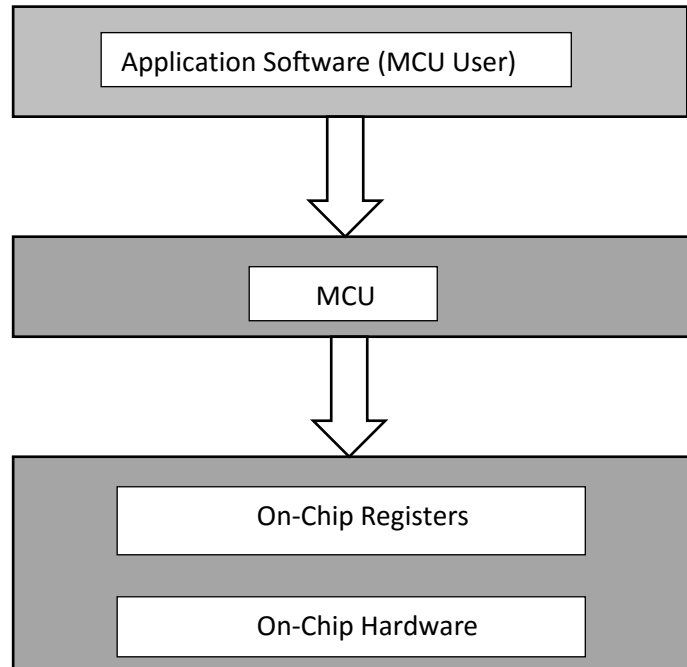 Application Software (MCU User)
MCU
On-Chip Registers
On-Chip Hardware